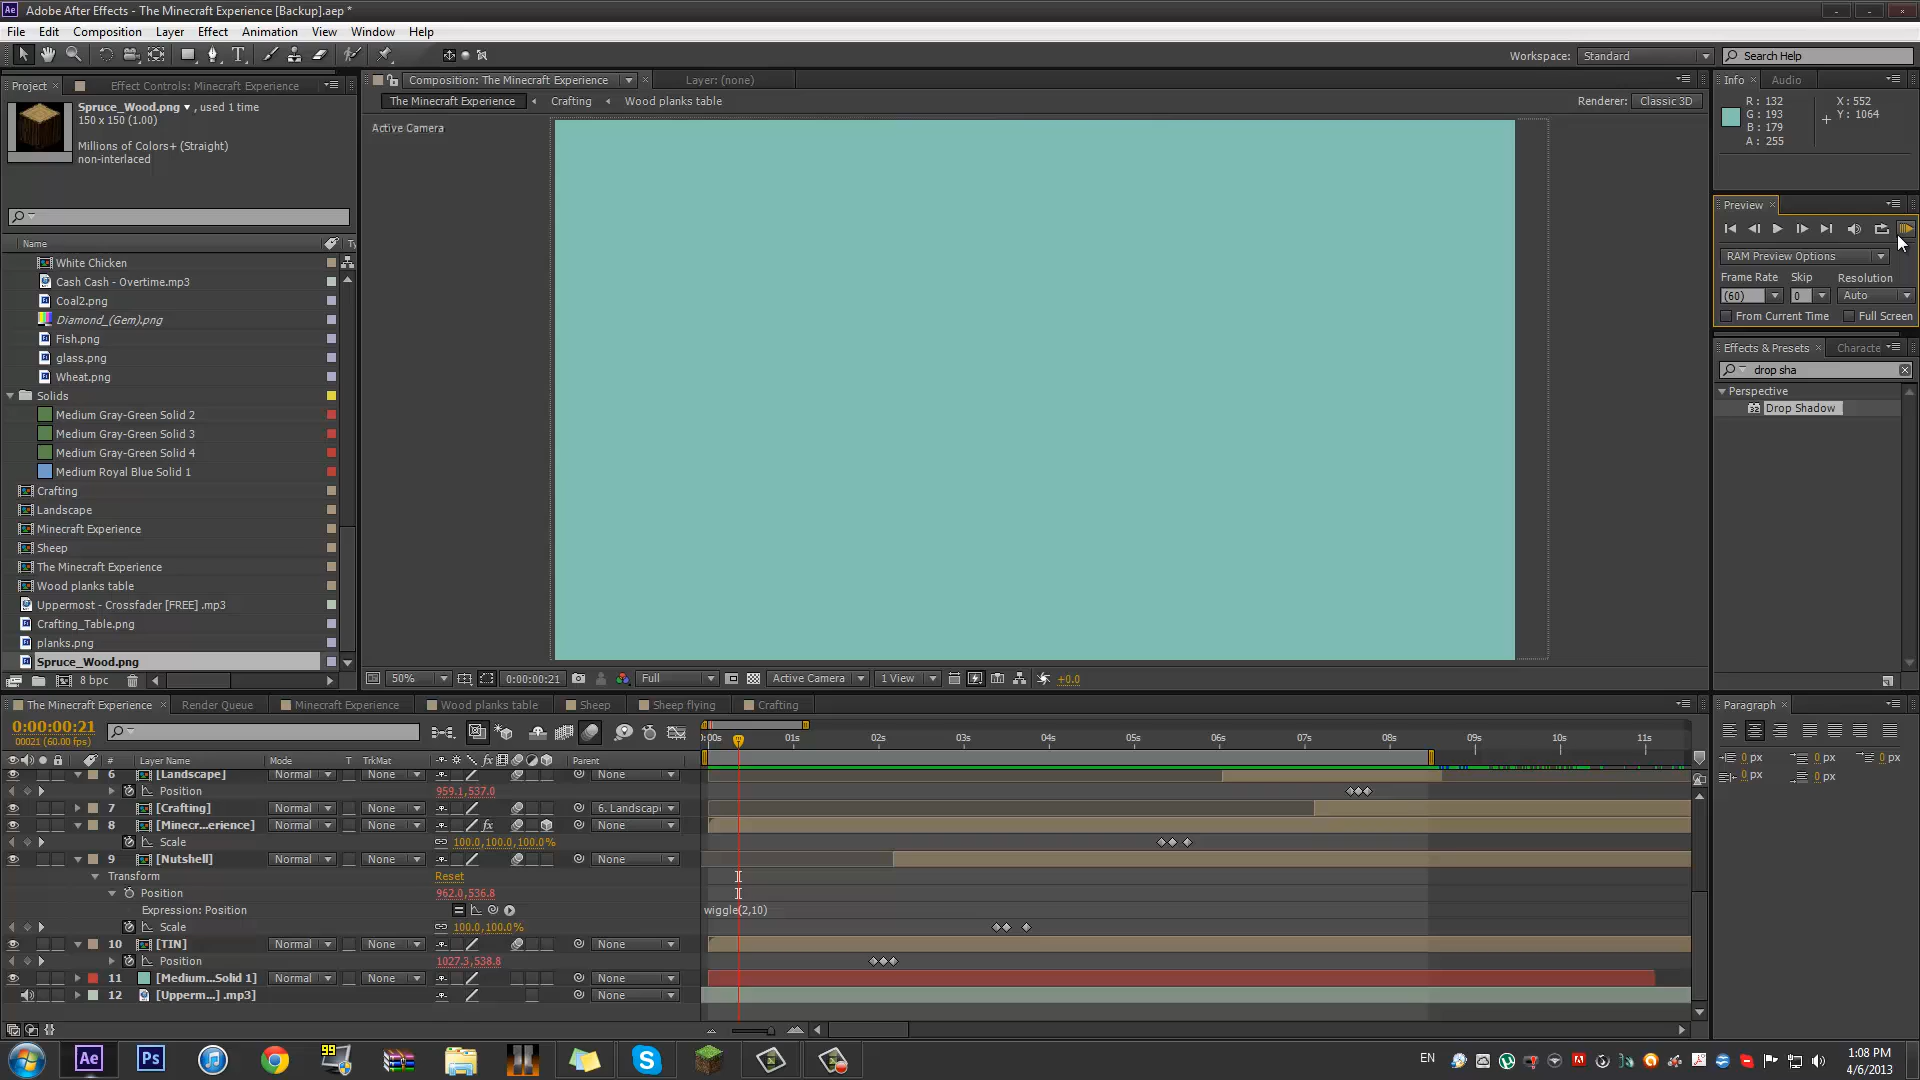 Adobe After Effects - The Minecraft Experience [Backup].aep *
File Edit Composition Layer Effect Animation View Window Help
Workspace: Standard Search Help
Project Effect Controls: Minecraft Experience
Spruce_Wood.png , used 1 time
150 x 150 (1.00)
Millions of Colors+ (Straight)
non-interlaced
Name Ty
White Chicken
Cash Cash - Overtime.mp3
Coal2.png
Diamond_(Gem).png
Fish.png
glass.png
Wheat.png
Solids
Medium Gray-Green Solid 2
Medium Gray-Green Solid 3
Medium Gray-Green Solid 4
Medium Royal Blue Solid 1
Crafting
Landscape
Minecraft Experience
Sheep
The Minecraft Experience
Wood planks table
Uppermost - Crossfader [FREE] .mp3
Crafting_Table.png
planks.png
Spruce_Wood.png
8 bpc
Composition: The Minecraft Experience Layer: (none)
The Minecraft Experience Crafting Wood planks table
Renderer: Classic 3D
Active Camera
50% 0:00:00:21 Full Active Camera 1 View +0.0
Info Audio
R: 132 X: 552
G: 193 Y: 1064
B: 179
A: 255
Preview
RAM Preview Options
Frame Rate Skip Resolution
(60) 0 Auto
From Current Time Full Screen
Effects & Presets Characte
drop sha
Perspective
32 Drop Shadow
The Minecraft Experience Render Queue Minecraft Experience Wood planks table Sheep Sheep flying Crafting
0:00:00:21
00021 (60.00 fps)
:00s 01s 02s 03s 04s 05s 06s 07s 08s 09s 10s 11s
# Layer Name Mode T TrkMat fx Parent
6 [Landscape] Normal None None
Position 959.1,537.0
7 [Crafting] Normal None 6. Landscap
8 [Minecr...erience] Normal None fx None
Scale 100.0,100.0,100.0%
9 [Nutshell] Normal None None
Transform Reset
Position 962.0,536.8
Expression: Position wiggle(2,10)
Scale 100.0,100.0%
10 [TIN] Normal None None
Position 1027.3,538.8
11 [Medium...Solid 1] Normal None None
12 [Upperm...] .mp3] None
Paragraph
0 px 0 px 0 px
0 px 0 px
Ae Ps 99
EN
1:08 PM
4/6/2013